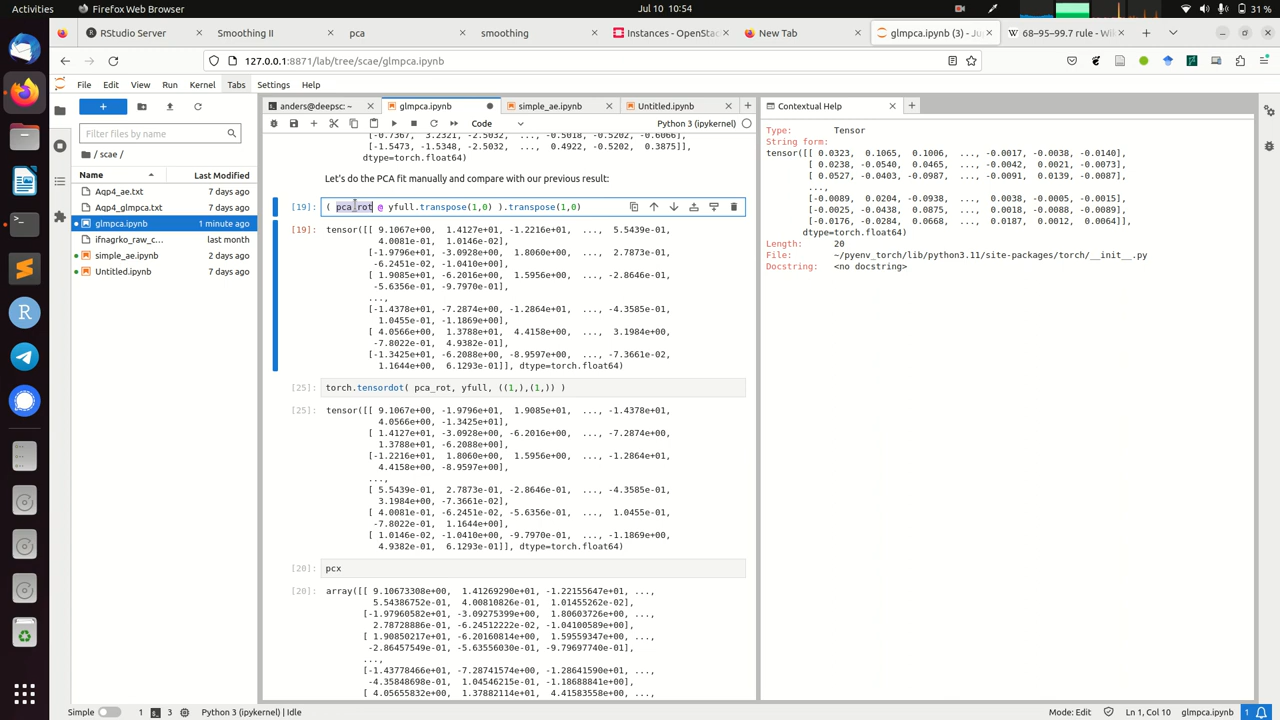 Activities
Firefox Web Browser
Jul 10 10:54
31 %
RStudio Server
Smoothing II
pca
smoothing
Instances - OpenStac
New Tab
glmpca.ipynb (3) - Ju
68–95–99.7 rule - Wi
127.0.0.1:8871/lab/tree/scae/glmpca.ipynb
File Edit View Run Kernel Tabs Settings Help
anders@deepsc: ~
glmpca.ipynb
simple_ae.ipynb
Untitled.ipynb
Contextual Help
Code
Python 3 (ipykernel)
Filter files by name
/ scae /
Name Last Modified
Aqp4_ae.txt 7 days ago
Aqp4_glmpca.txt 7 days ago
glmpca.ipynb 1 minute ago
ifnagrko_raw_c... last month
simple_ae.ipynb 2 days ago
Untitled.ipynb 7 days ago
[-0.7367, 3.2321, -2.5032, ..., -0.5018, -0.5202, -0.6066],
[-1.5473, -1.5348, -2.5032, ..., 0.4922, -0.5202, 0.3875]],
dtype=torch.float64)
Let's do the PCA fit manually and compare with our previous result:
[19]: ( pca_rot @ yfull.transpose(1,0) ).transpose(1,0)
[19]: tensor([[ 9.1067e+00, 1.4127e+01, -1.2216e+01, ..., 5.5439e-01,
4.0081e-01, 1.0146e-02],
[-1.9796e+01, -3.0928e+00, 1.8060e+00, ..., 2.7873e-01,
-6.2451e-02, -1.0410e+00],
[ 1.9085e+01, -6.2016e+00, 1.5956e+00, ..., -2.8646e-01,
-5.6356e-01, -9.7970e-01],
...,
[-1.4378e+01, -7.2874e+00, -1.2864e+01, ..., -4.3585e-01,
1.0455e-01, -1.1869e+00],
[ 4.0566e+00, 1.3788e+01, 4.4158e+00, ..., 3.1984e+00,
-7.8022e-01, 4.9382e-01],
[-1.3425e+01, -6.2088e+00, -8.9597e+00, ..., -7.3661e-02,
1.1644e+00, 6.1293e-01]], dtype=torch.float64)
[25]: torch.tensordot( pca_rot, yfull, ((1,),(1,)) )
[25]: tensor([[ 9.1067e+00, -1.9796e+01, 1.9085e+01, ..., -1.4378e+01,
4.0566e+00, -1.3425e+01],
[ 1.4127e+01, -3.0928e+00, -6.2016e+00, ..., -7.2874e+00,
1.3788e+01, -6.2088e+00],
[-1.2216e+01, 1.8060e+00, 1.5956e+00, ..., -1.2864e+01,
4.4158e+00, -8.9597e+00],
...,
[ 5.5439e-01, 2.7873e-01, -2.8646e-01, ..., -4.3585e-01,
3.1984e+00, -7.3661e-02],
[ 4.0081e-01, -6.2451e-02, -5.6356e-01, ..., 1.0455e-01,
-7.8022e-01, 1.1644e+00],
[ 1.0146e-02, -1.0410e+00, -9.7970e-01, ..., -1.1869e+00,
4.9382e-01, 6.1293e-01]], dtype=torch.float64)
[20]: pcx
[20]: array([[ 9.10673308e+00, 1.41269290e+01, -1.22155647e+01, ...,
5.54386752e-01, 4.00810826e-01, 1.01455262e-02],
[-1.97960582e+01, -3.09275399e+00, 1.80603726e+00, ...,
2.78728886e-01, -6.24512222e-02, -1.04100589e+00],
[ 1.90850217e+01, -6.20160814e+00, 1.59559347e+00, ...,
-2.86457549e-01, -5.63556030e-01, -9.79697740e-01],
...,
[-1.43778466e+01, -7.28741574e+00, -1.28641590e+01, ...,
-4.35848906e-01, 1.04546215e-01, -1.18688441e+00],
[ 4.05655832e+00, 1.37882114e+01, 4.41583558e+00, ...,
Type: Tensor
String form:
tensor([[ 0.0323, 0.1065, 0.1006, ..., -0.0017, -0.0038, -0.0140],
[ 0.0238, -0.0540, 0.0465, ..., -0.0042, 0.0021, -0.0073],
[ 0.0527, -0.0403, -0.0987, ..., -0.0091, 0.0139, -0.0087],
...,
[-0.0089, 0.0204, -0.0938, ..., -0.0015, 0.0040, -0.0013],
[-0.0025, -0.0438, 0.0875, ..., 0.0018, -0.0088, -0.0071],
[-0.0176, -0.0284, 0.0668, ..., 0.0187, 0.0012, 0.0064]],
dtype=torch.float64)
Length: 20
File: ~/pyenv_torch/lib/python3.11/site-packages/torch/__init__.py
Docstring: <no docstring>
Simple 1 3 Python 3 (ipykernel) | Idle
Mode: Edit Ln 1, Col 10 glmpca.ipynb 1